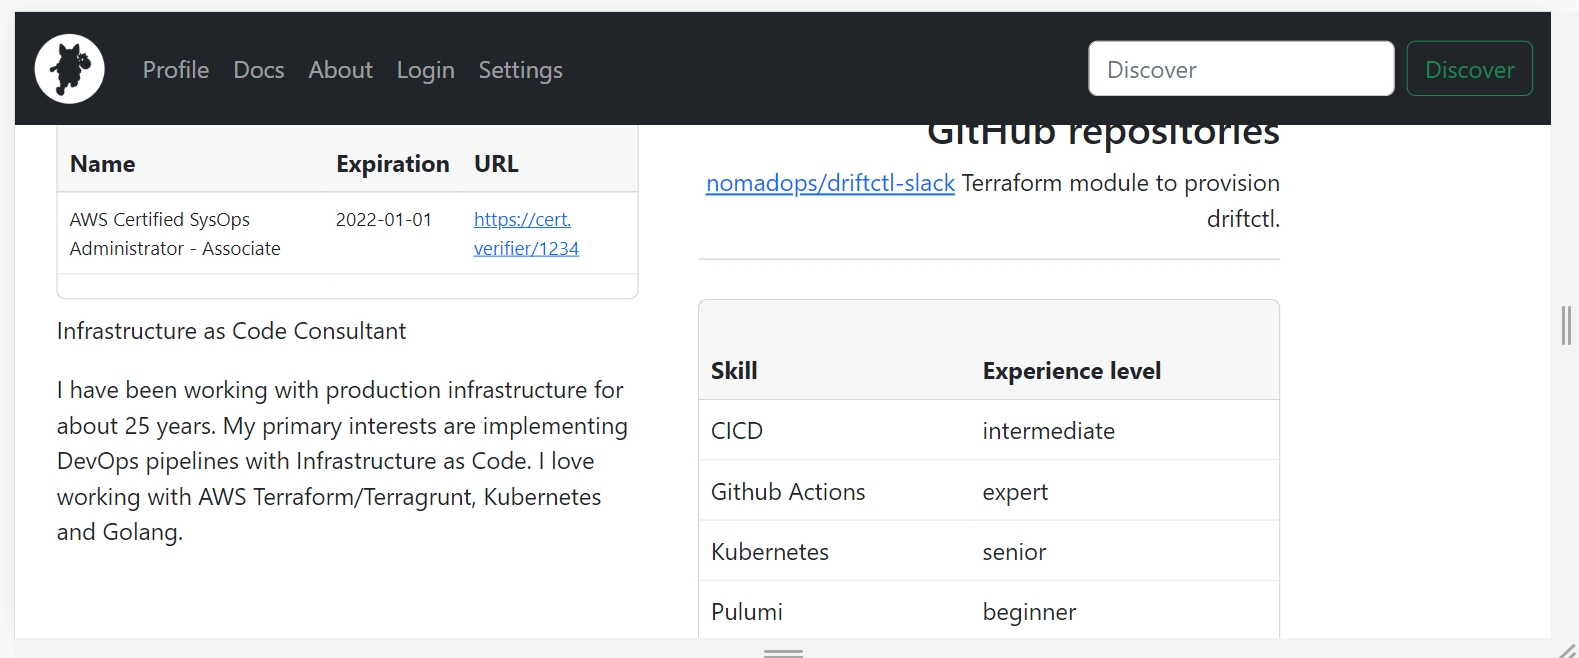 Profile Docs About Login Settings
Discover
Discover
Name Expiration URL
AWS Certified SysOps Administrator - Associate 2022-01-01 https://cert.verifier/1234
Infrastructure as Code Consultant
I have been working with production infrastructure for
about 25 years. My primary interests are implementing
DevOps pipelines with Infrastructure as Code. I love
working with AWS Terraform/Terragrunt, Kubernetes
and Golang.
GitHub repositories
nomadops/driftctl-slack Terraform module to provision
driftctl.
Skill Experience level
CICD intermediate
Github Actions expert
Kubernetes senior
Pulumi beginner